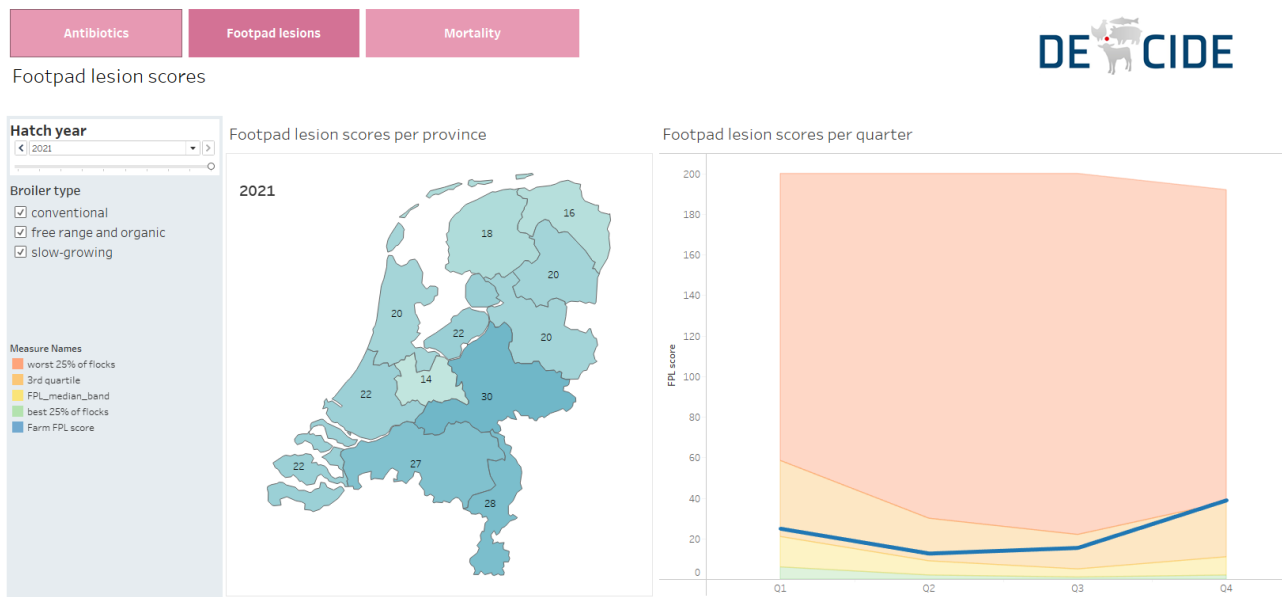 Antibiotics
Footpad lesions
Mortality
DECIDE
Footpad lesion scores
Hatch year
2021
Broiler type
conventional
free range and organic
slow-growing
Measure Names
worst 25% of flocks
3rd quartile
FPL_median_band
best 25% of flocks
Farm FPL score
Footpad lesion scores per province
2021
16
18
20
20
22
20
14
22
30
27
22
28
Footpad lesion scores per quarter
FPL score
200
180
160
140
120
100
80
60
40
20
0
Q1
Q2
Q3
Q4